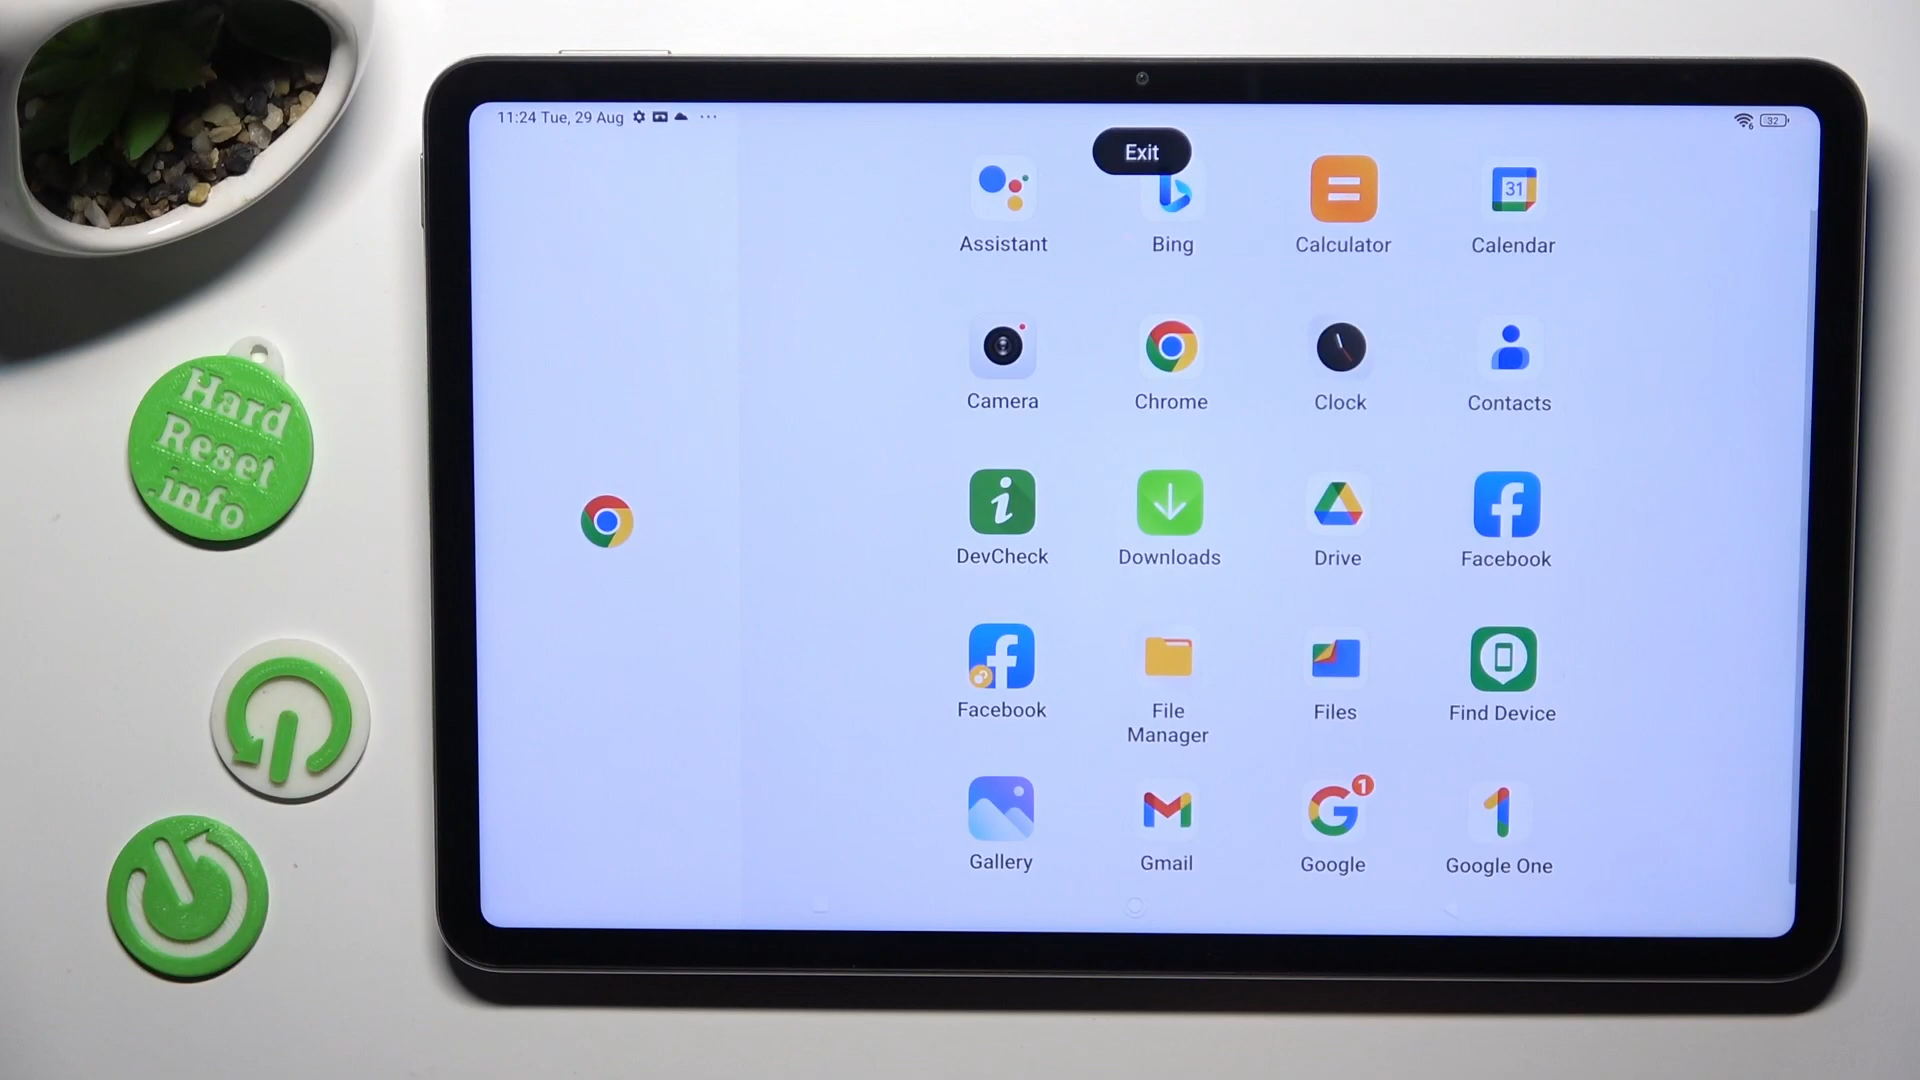 11:24 Tue, 29 Aug
32
Exit
Assistant
Bing
Calculator
31
Calendar
Camera
Chrome
Clock
Contacts
DevCheck
Downloads
Drive
Facebook
Facebook
File
Manager
Files
Find Device
Gallery
Gmail
1
Google
Google One
Hard
Reset
.info